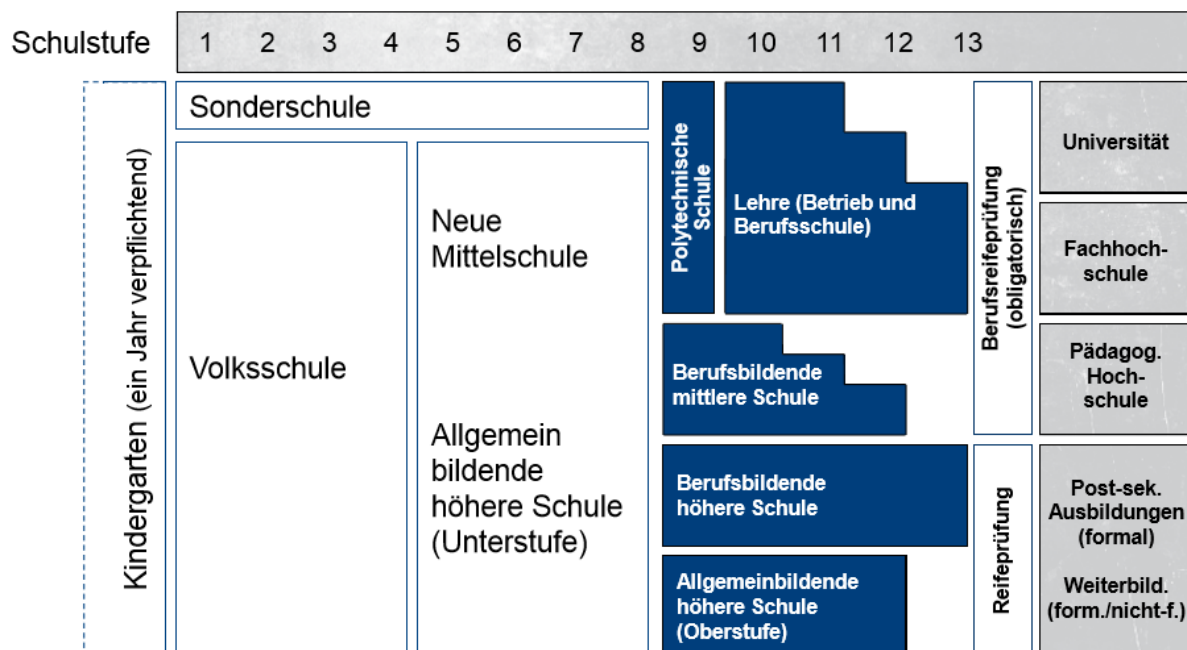 Schulstufe 1 2 3 4 5 6 7 8 9 10 11 12 13
Kindergarten (ein Jahr verpflichtend)
Sonderschule
Volksschule
Neue
Mittelschule
Allgemein
bildende
höhere Schule
(Unterstufe)
Polytechnische
Schule
Lehre (Betrieb und
Berufsschule)
Berufsbildende
mittlere Schule
Berufsbildende
höhere Schule
Allgemeinbildende
höhere Schule
(Oberstufe)
Berufsreifeprüfung
(obligatorisch)
Reifeprüfung
Universität
Fachhoch-
schule
Pädagog.
Hoch-
schule
Post-sek.
Ausbildungen
(formal)
Weiterbild.
(form./nicht-f.)